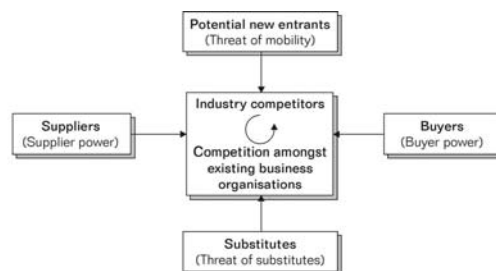 Potential new entrants
(Threat of mobility)
Suppliers
(Supplier power)
Industry competitors
Competition amongst
existing business
organisations
Buyers
(Buyer power)
Substitutes
(Threat of substitutes)